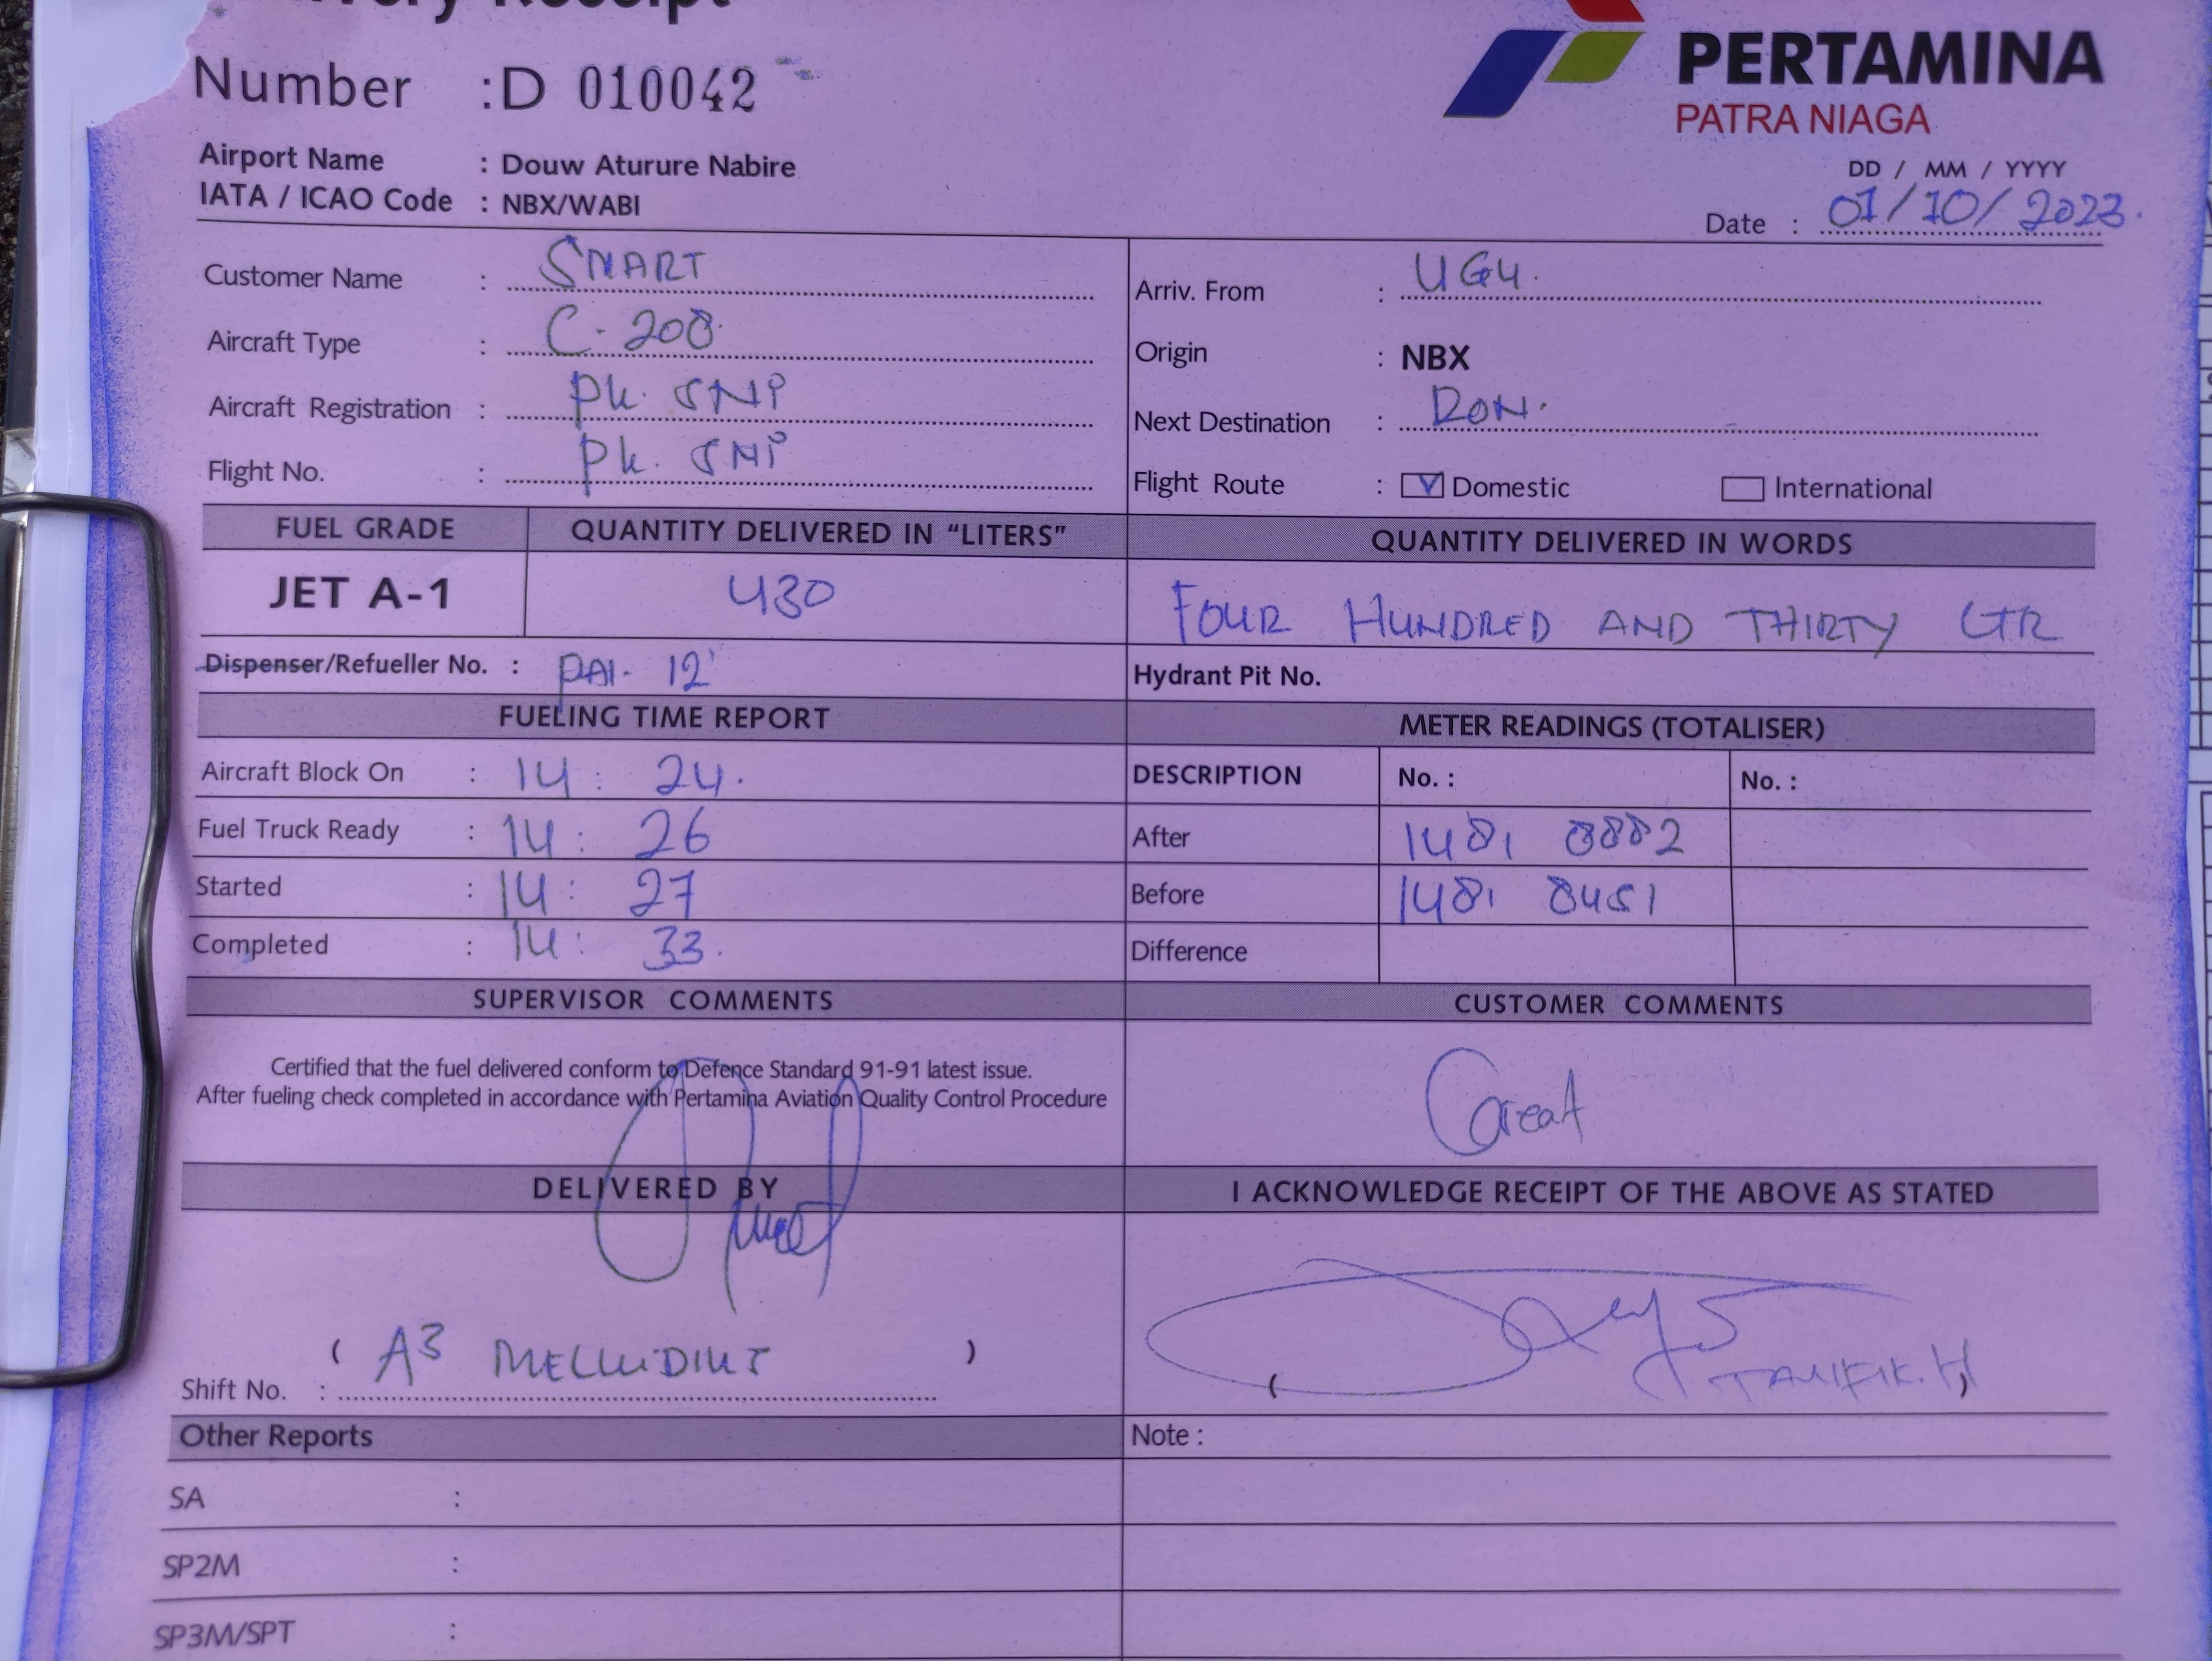 Delivery Receipt
Number : D 010042
PERTAMINA
PATRA NIAGA
Airport Name : Douw Aturure Nabire
IATA / ICAO Code : NBX/WABI
DD / MM / YYYY
Date : 01/10/2023.
Customer Name : SMART
Aircraft Type : C-208
Aircraft Registration : PK. SNP
Flight No. : PK. SNP
Arriv. From : UGU.
Origin : NBX
Next Destination : RON.
Flight Route : Domestic International
FUEL GRADE QUANTITY DELIVERED IN "LITERS" QUANTITY DELIVERED IN WORDS
JET A-1 430 FOUR HUNDRED AND THIRTY LTR
Dispenser/Refueller No. : PAI. 12 Hydrant Pit No.
FUELING TIME REPORT METER READINGS (TOTALISER)
Aircraft Block On : 14 : 24. DESCRIPTION No. : No. :
Fuel Truck Ready : 14 : 26 After 1481 8882
Started : 14 : 27 Before 1481 8451
Completed : 14 : 33. Difference
SUPERVISOR COMMENTS CUSTOMER COMMENTS
Certified that the fuel delivered conform to Defence Standard 91-91 latest issue.
After fueling check completed in accordance with Pertamina Aviation Quality Control Procedure
Great
DELIVERED BY I ACKNOWLEDGE RECEIPT OF THE ABOVE AS STATED
( A3 )
Shift No. :
( TAUFIK. H )
Other Reports Note :
SA :
SP2M :
SP3M/SPT :